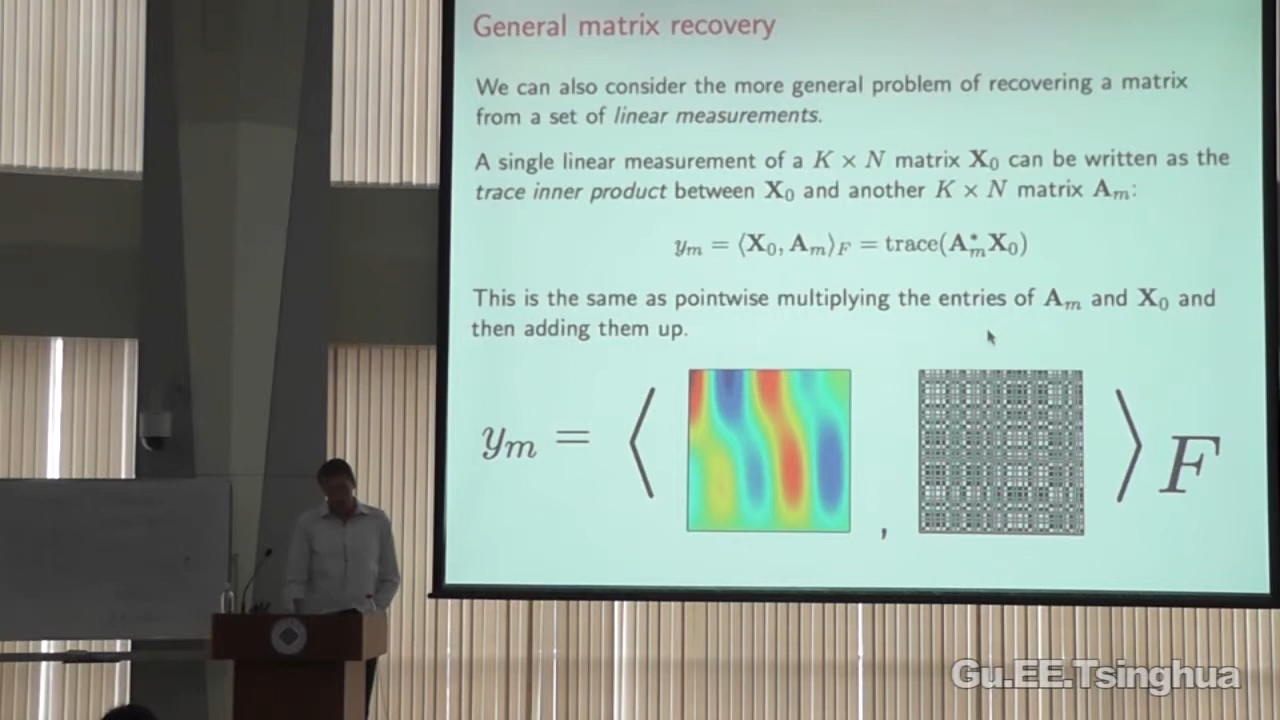 General matrix recovery
We can also consider the more general problem of recovering a matrix
from a set of linear measurements.
A single linear measurement of a K × N matrix X₀ can be written as the
trace inner product between X₀ and another K × N matrix Aₘ:
yₘ = ⟨X₀, Aₘ⟩F = trace(A*ₘX₀)
This is the same as pointwise multiplying the entries of Aₘ and X₀ and
then adding them up.
yₘ = ⟨ , ⟩F
Gu.EE.Tsinghua